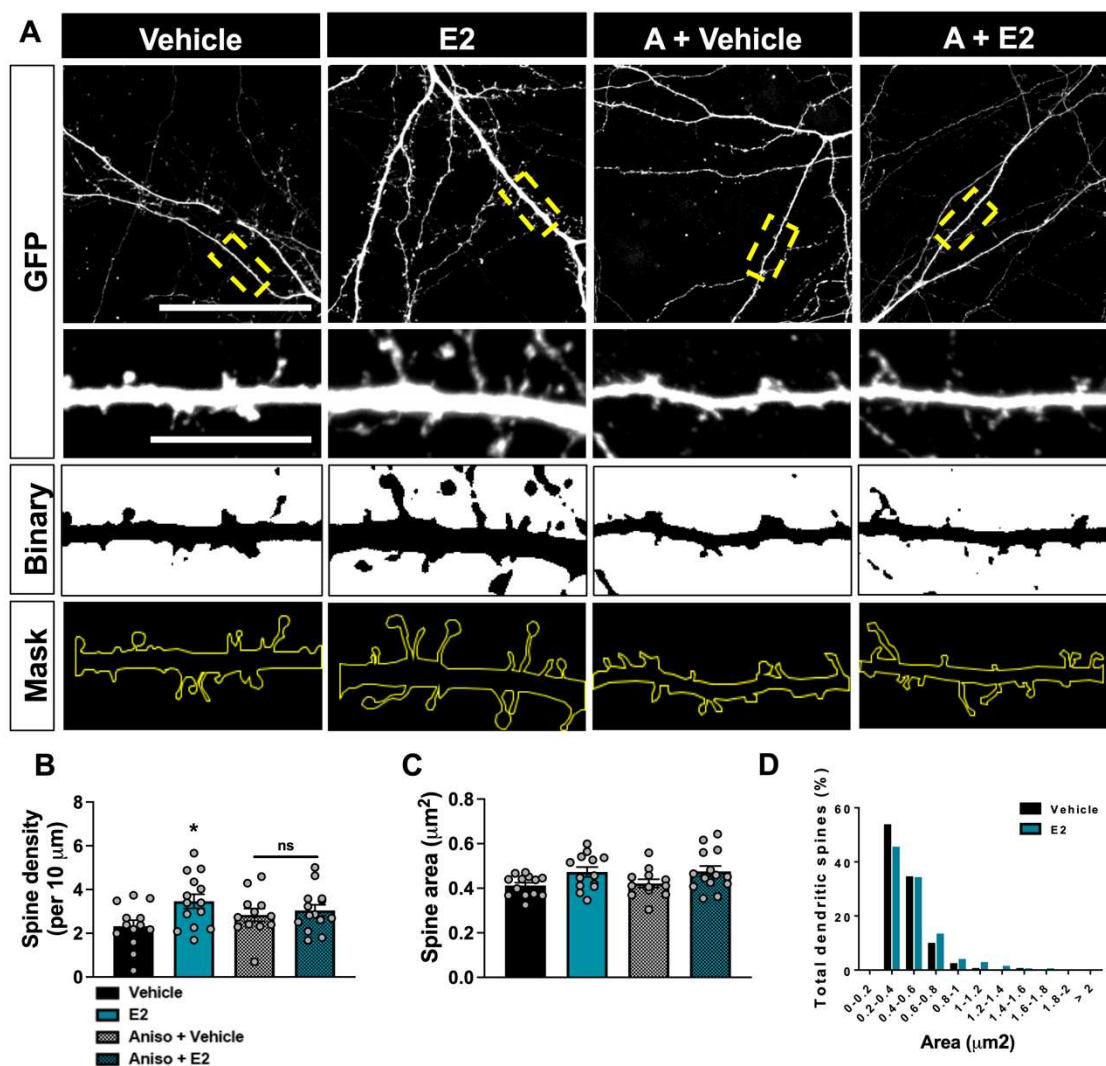 A
Vehicle E2 A + Vehicle A + E2
GFP
Binary
Mask
B
Spine density
(per 10 μm)
8
6
4
2
0
*
ns
Vehicle
E2
Aniso + Vehicle
Aniso + E2
C
Spine area (μm²)
0.8
0.6
0.4
0.2
0.0
D
Total dendritic spines (%)
60
40
20
0
Vehicle
E2
0-0.2 0.2-0.4 0.4-0.6 0.6-0.8 0.8-1 1-1.2 1.2-1.4 1.4-1.6 1.6-1.8 1.8-2 > 2
Area (μm2)